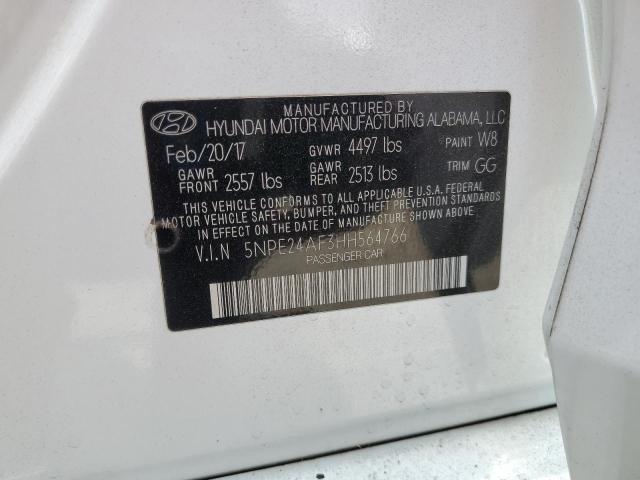 MANUFACTURED BY
HYUNDAI MOTOR MANUFACTURING ALABAMA, LLC
Feb/20/17 GVWR 4497 lbs PAINT W8
GAWR FRONT 2557 lbs GAWR REAR 2513 lbs TRIM GG
THIS VEHICLE CONFORMS TO ALL APPLICABLE U.S.A. FEDERAL
MOTOR VEHICLE SAFETY, BUMPER, AND THEFT PREVENTION
STANDARDS IN EFFECT ON THE DATE OF MANUFACTURE SHOWN ABOVE.
V.I.N 5NPE24AF3HH564766
PASSENGER CAR